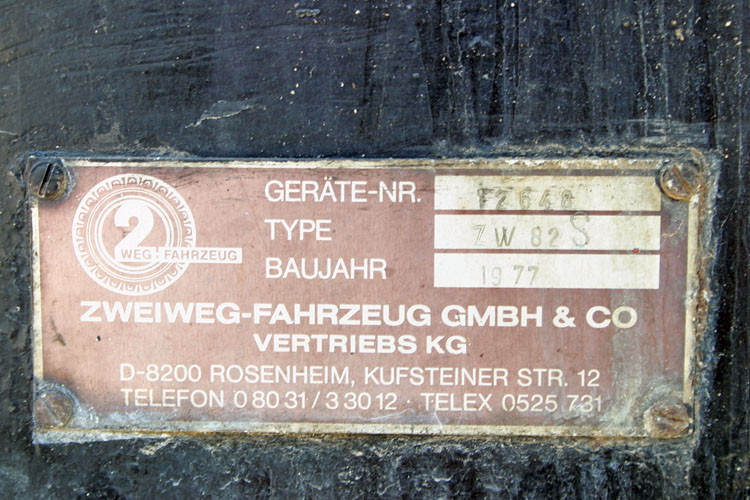 2
WEG-FAHRZEUG
GERÄTE-NR. F2648
TYPE ZW 82 S
BAUJAHR 1977
ZWEIWEG-FAHRZEUG GMBH & CO
VERTRIEBS KG
D-8200 ROSENHEIM, KUFSTEINER STR. 12
TELEFON 0 80 31 / 3 30 12 · TELEX 0525 731